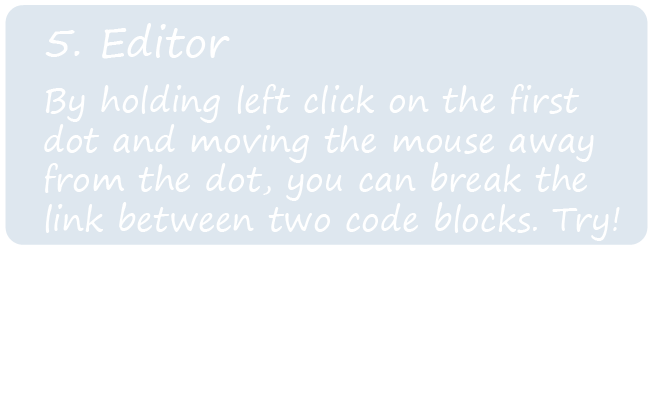 5. Editor
By holding left click on the first
dot and moving the mouse away
from the dot, you can break the
link between two code blocks. Try!